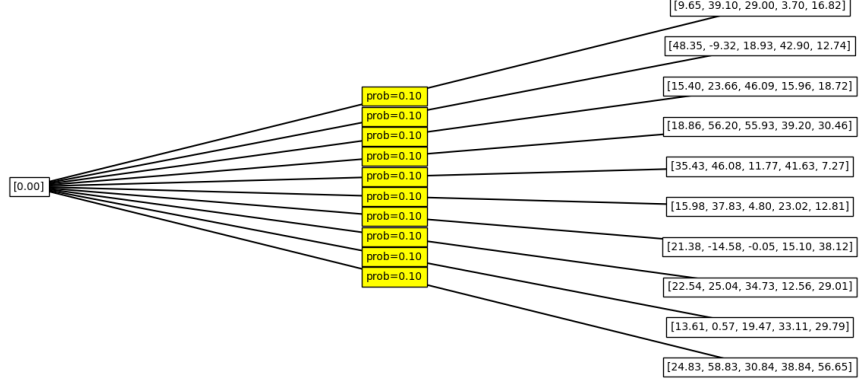 [9.65, 39.10, 29.00, 3.70, 16.82]
[48.35, -9.32, 18.93, 42.90, 12.74]
[15.40, 23.66, 46.09, 15.96, 18.72]
prob=0.10
prob=0.10
[18.86, 56.20, 55.93, 39.20, 30.46]
prob=0.10
prob=0.10
[35.43, 46.08, 11.77, 41.63, 7.27]
prob=0.10
[0.00]
prob=0.10
[15.98, 37.83, 4.80, 23.02, 12.81]
prob=0.10
prob=0.10
[21.38, -14.58, -0.05, 15.10, 38.12]
prob=0.10
prob=0.10
[22.54, 25.04, 34.73, 12.56, 29.01]
[13.61, 0.57, 19.47, 33.11, 29.79]
[24.83, 58.83, 30.84, 38.84, 56.65]